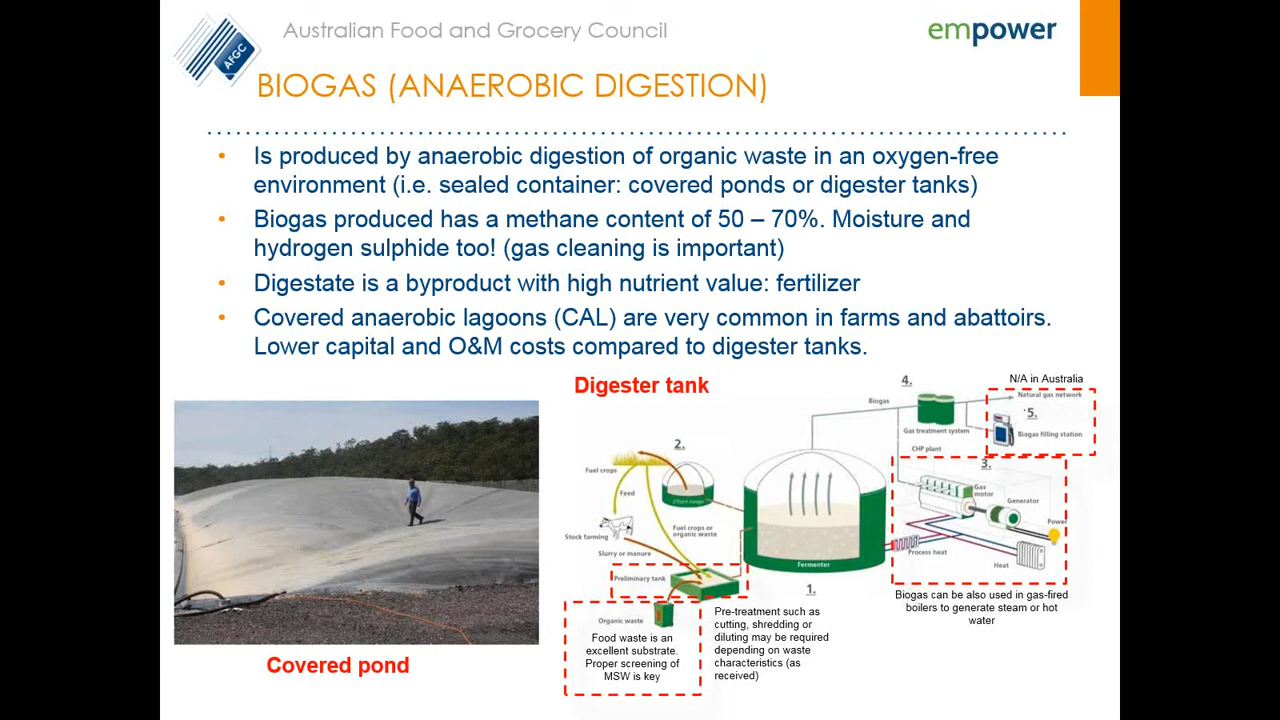 Australian Food and Grocery Council
empower
AFGC
BIOGAS (ANAEROBIC DIGESTION)
• Is produced by anaerobic digestion of organic waste in an oxygen-free
environment (i.e. sealed container: covered ponds or digester tanks)
• Biogas produced has a methane content of 50 – 70%. Moisture and
hydrogen sulphide too! (gas cleaning is important)
• Digestate is a byproduct with high nutrient value: fertilizer
• Covered anaerobic lagoons (CAL) are very common in farms and abattoirs.
Lower capital and O&M costs compared to digester tanks.
Covered pond
Digester tank
N/A in Australia
4.
Biogas
Natural gas network
5.
Gas treatment system
Biogas filling station
CHP plant
2.
3.
Fuel crops
Gas
motor
Feed
Generator
Fuel crops or
organic waste
Power
Stock farming
Slurry or manure
Process heat
Heat
Fermenter
Preliminary tank
1.
Biogas can be also used in gas-fired
boilers to generate steam or hot
water
Organic waste
Food waste is an
excellent substrate.
Proper screening of
MSW is key
Pre-treatment such as
cutting, shredding or
diluting may be required
depending on waste
characteristics (as
received)